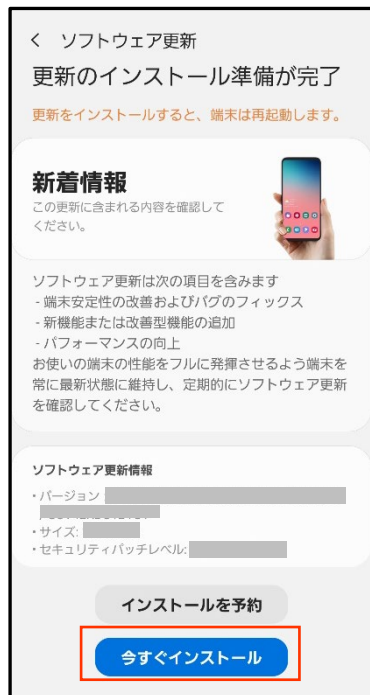 ソフトウェア更新
更新のインストール準備が完了
更新をインストールすると、端末は再起動します。
新着情報
この更新に含まれる内容を確認して
ください。
ソフトウェア更新は次の項目を含みます
- 端末安定性の改善およびバグのフィックス
- 新機能または改善型機能の追加
- パフォーマンスの向上
お使いの端末の性能をフルに発揮させるよう端末を
常に最新状態に維持し、定期的にソフトウェア更新
を確認してください。
ソフトウェア更新情報
・バージョン
・サイズ:
・セキュリティパッチレベル:
インストールを予約
今すぐインストール